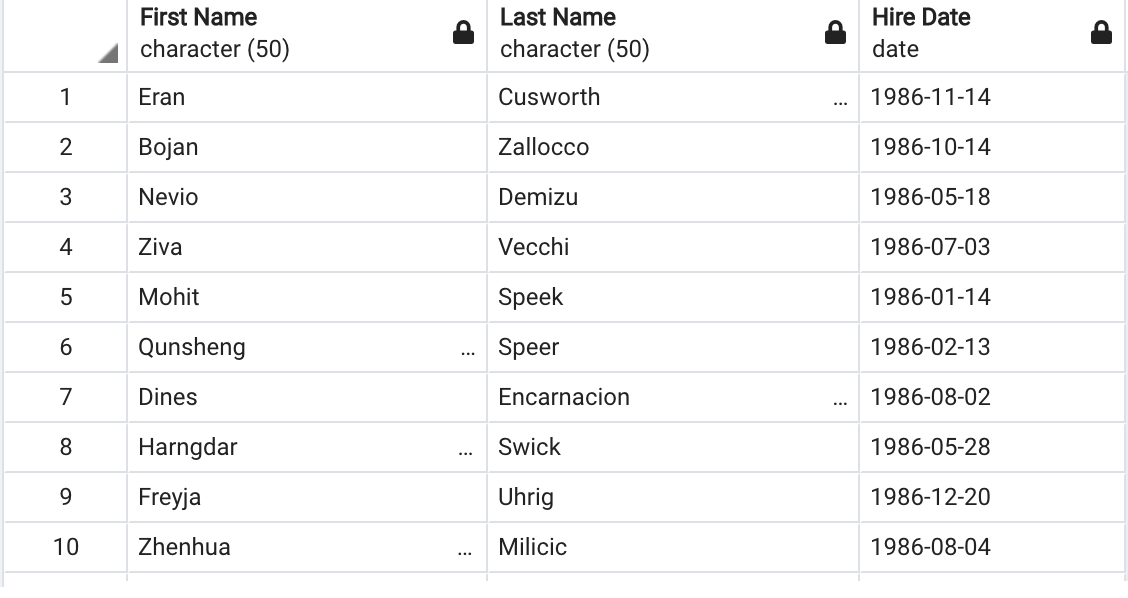 First Name Last Name Hire Date
character (50) character (50) date
1 Eran Cusworth ... 1986-11-14
2 Bojan Zallocco 1986-10-14
3 Nevio Demizu 1986-05-18
4 Ziva Vecchi 1986-07-03
5 Mohit Speek 1986-01-14
6 Qunsheng ... Speer 1986-02-13
7 Dines Encarnacion ... 1986-08-02
8 Harngdar ... Swick 1986-05-28
9 Freyja Uhrig 1986-12-20
10 Zhenhua ... Milicic 1986-08-04